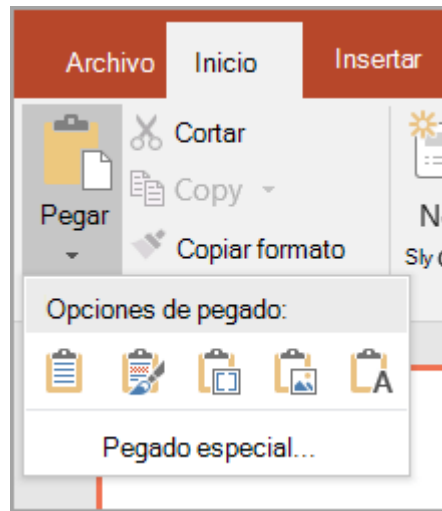 Archivo Inicio Insertar
Cortar
Copy
Pegar
Copiar formato
Opciones de pegado:
Pegado especial...